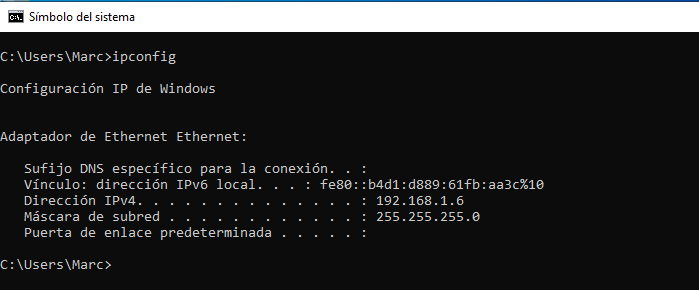 Símbolo del sistema
C:\Users\Marc>ipconfig
Configuración IP de Windows
Adaptador de Ethernet Ethernet:
Sufijo DNS específico para la conexión. . :
Vínculo: dirección IPv6 local. . . : fe80::b4d1:d889:61fb:aa3c%10
Dirección IPv4. . . . . . . . . . . . . . : 192.168.1.6
Máscara de subred . . . . . . . . . . . . : 255.255.255.0
Puerta de enlace predeterminada . . . . . :
C:\Users\Marc>